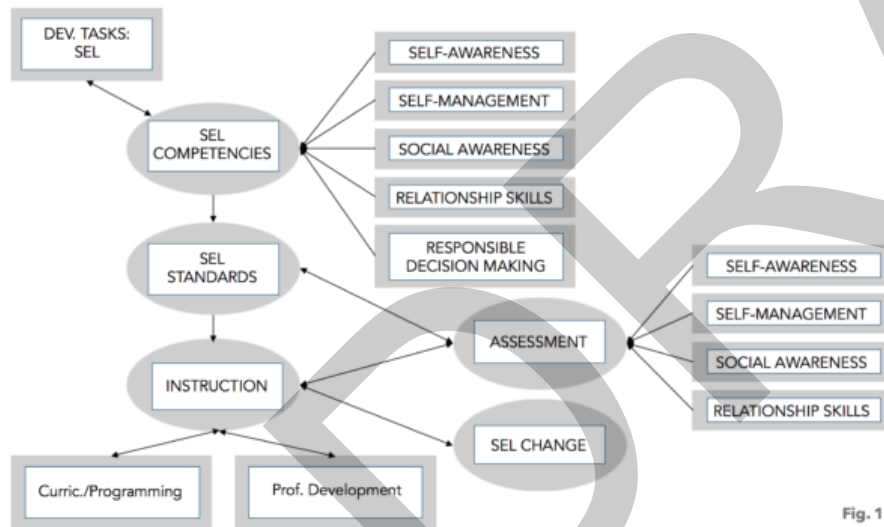 DEV. TASKS:
SEL
SELF-AWARENESS
SELF-MANAGEMENT
SEL
COMPETENCIES
SOCIAL AWARENESS
RELATIONSHIP SKILLS
RESPONSIBLE
DECISION MAKING
SEL
STANDARDS
SELF-AWARENESS
SELF-MANAGEMENT
ASSESSMENT
SOCIAL AWARENESS
INSTRUCTION
RELATIONSHIP SKILLS
SEL CHANGE
Curric./Programming
Prof. Development
Fig. 1